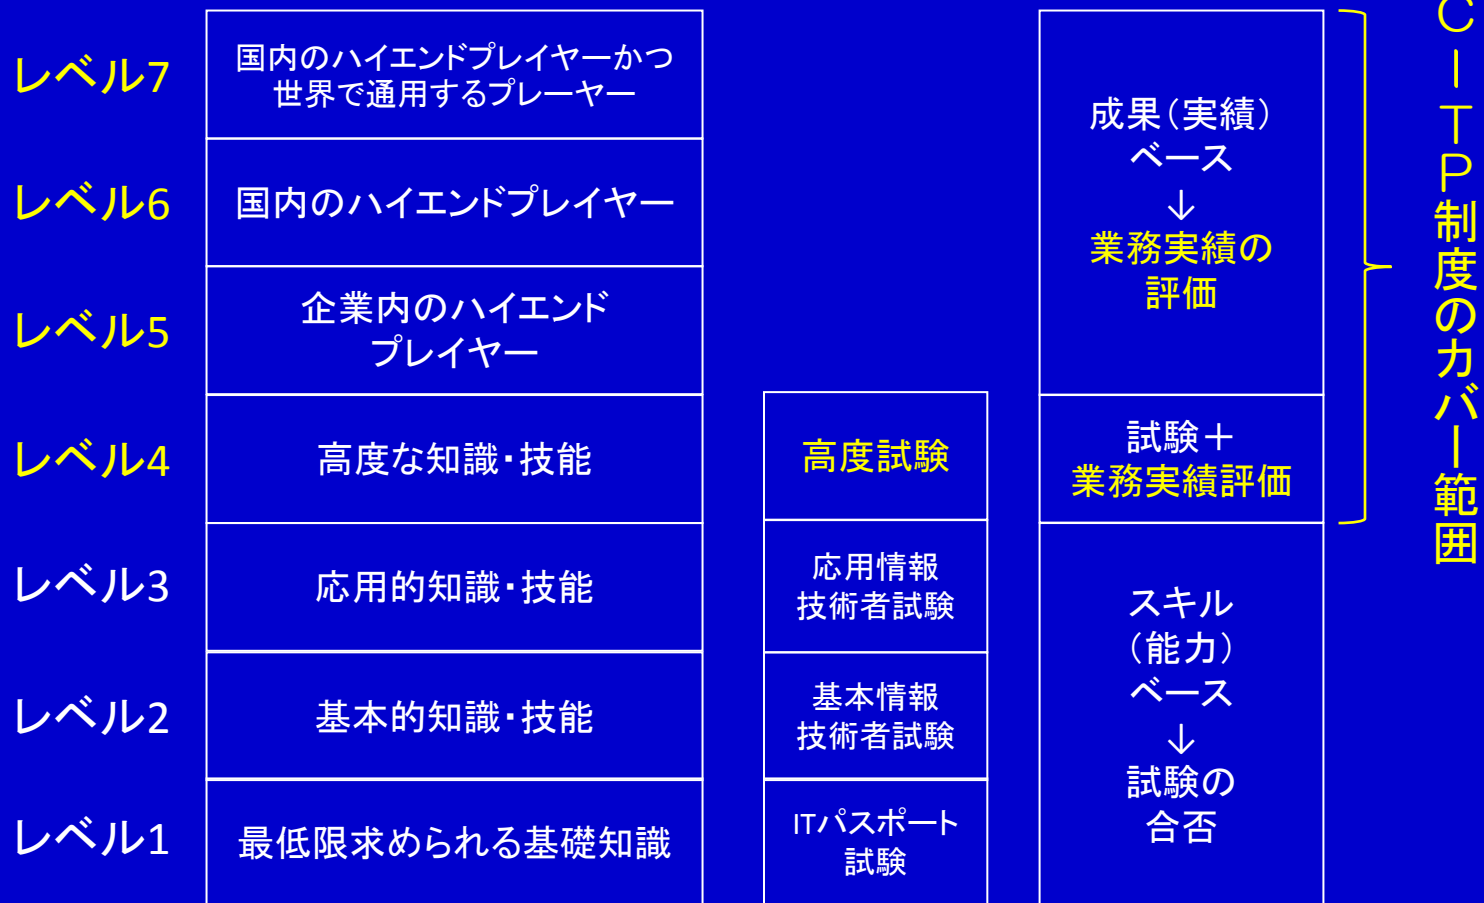 レベル7
国内のハイエンドプレイヤーかつ
世界で通用するプレーヤー
レベル6
国内のハイエンドプレイヤー
レベル5
企業内のハイエンド
プレイヤー
レベル4
高度な知識・技能
レベル3
応用的知識・技能
レベル2
基本的知識・技能
レベル1
最低限求められる基礎知識
高度試験
応用情報
技術者試験
基本情報
技術者試験
ITパスポート
試験
成果（実績）
ベース
↓
業務実績の
評価
試験＋
業務実績評価
スキル
（能力）
ベース
↓
試験の
合否
ＣＩＴＰ制度のカバー範囲